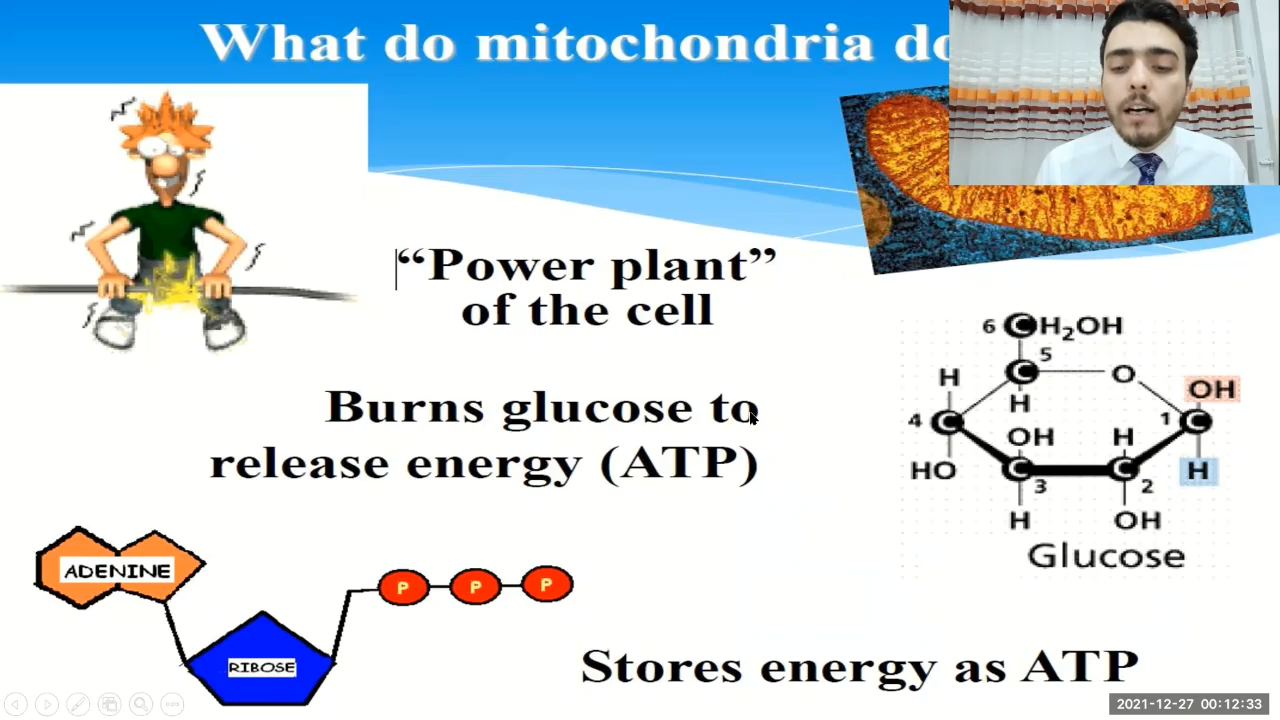 What do mitochondria do
“Power plant”
of the cell
Burns glucose to
release energy (ATP)
6 CH₂OH
5
H C O OH
H
4 C 1 C
OH H
HO C C H
3 2
H OH
Glucose
ADENINE
P P P
RIBOSE
Stores energy as ATP
2021-12-27 00:12:33